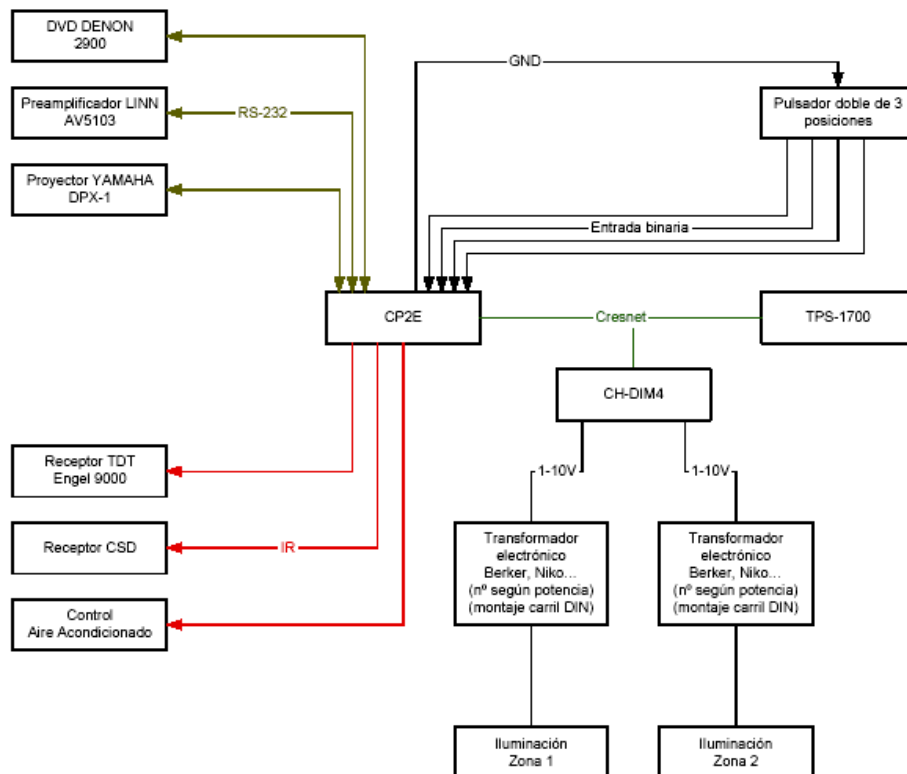 DVD DENON
2900
GND
Preamplificador LINN
AV5103
RS-232
Pulsador doble de 3
posiciones
Proyector YAMAHA
DPX-1
Entrada binaria
CP2E
Cresnet
TPS-1700
CH-DIM4
Receptor TDT
Engel 9000
1-10V
1-10V
Receptor CSD
IR
Transformador
electrónico
Berker, Niko...
(nº según potencia)
(montaje carril DIN)
Transformador
electrónico
Berker, Niko...
(nº según potencia)
(montaje carril DIN)
Control
Aire Acondicionado
Iluminación
Zona 1
Iluminación
Zona 2